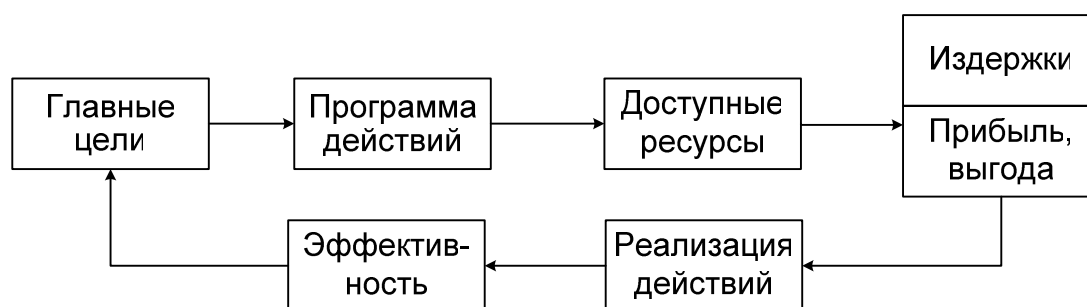 Главные
цели
Программа
действий
Доступные
ресурсы
Издержки
Прибыль,
выгода
Реализация
действий
Эффектив-
ность